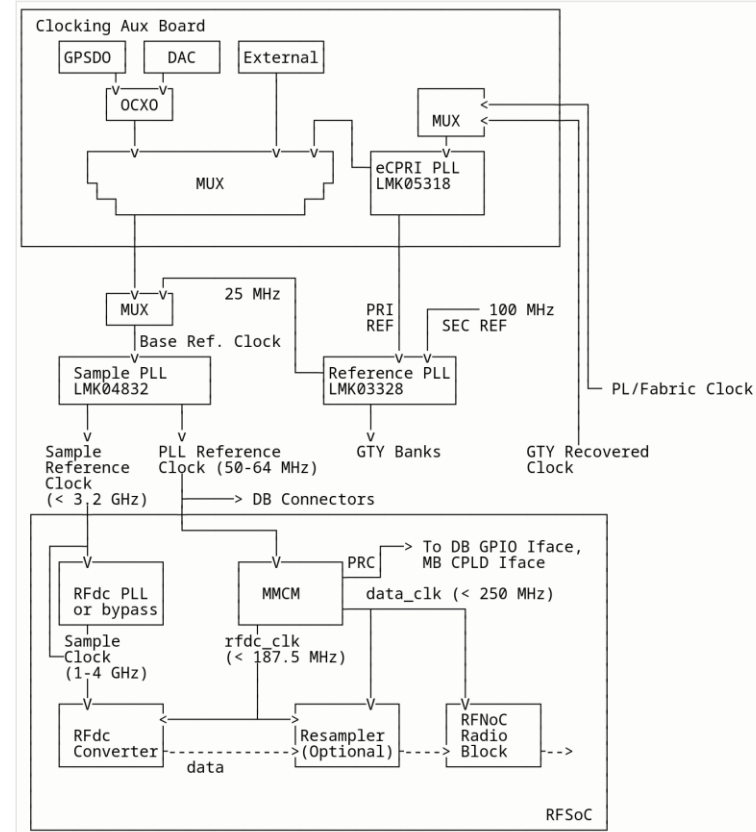 Clocking Aux Board
GPSDO
DAC
External
OCXO
MUX
MUX
eCPRI PLL
LMK05318
MUX
25 MHz
PRI
REF
100 MHz
SEC REF
Base Ref. Clock
Sample PLL
LMK04832
Reference PLL
LMK03328
PL/Fabric Clock
Sample
Reference
Clock
(< 3.2 GHz)
PLL Reference
Clock (50-64 MHz)
GTY Banks
GTY Recovered
Clock
DB Connectors
PRC
To DB GPIO Iface,
MB CPLD Iface
RFdc PLL
or bypass
MMCM
data_clk (< 250 MHz)
Sample
Clock
(1-4 GHz)
rfdc_clk
(< 187.5 MHz)
RFdc
Converter
Resampler
(Optional)
RFNoC
Radio
Block
data
RFSoC